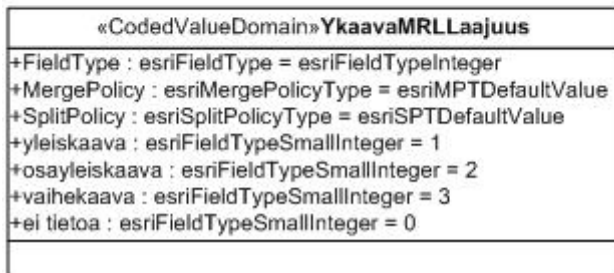 «CodedValueDomain»YkaavaMRLLaajuus
+FieldType : esriFieldType = esriFieldTypeInteger
+MergePolicy : esriMergePolicyType = esriMPTDefaultValue
+SplitPolicy : esriSplitPolicyType = esriSPTDefaultValue
+yleiskaava : esriFieldTypeSmallInteger = 1
+osayleiskaava : esriFieldTypeSmallInteger = 2
+vaihekaava : esriFieldTypeSmallInteger = 3
+ei tietoa : esriFieldTypeSmallInteger = 0